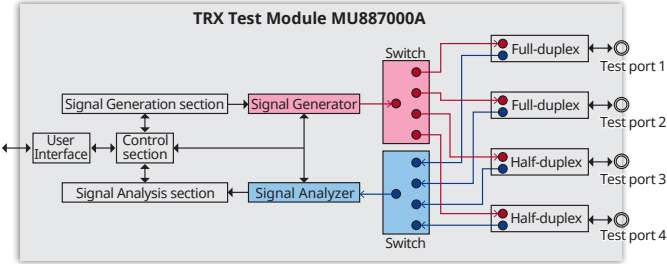 TRX Test Module MU887000A
Switch
Full-duplex
Test port 1
Signal Generation section
Signal Generator
Full-duplex
Test port 2
User
Interface
Control
section
Half-duplex
Test port 3
Signal Analysis section
Signal Analyzer
Half-duplex
Test port 4
Switch